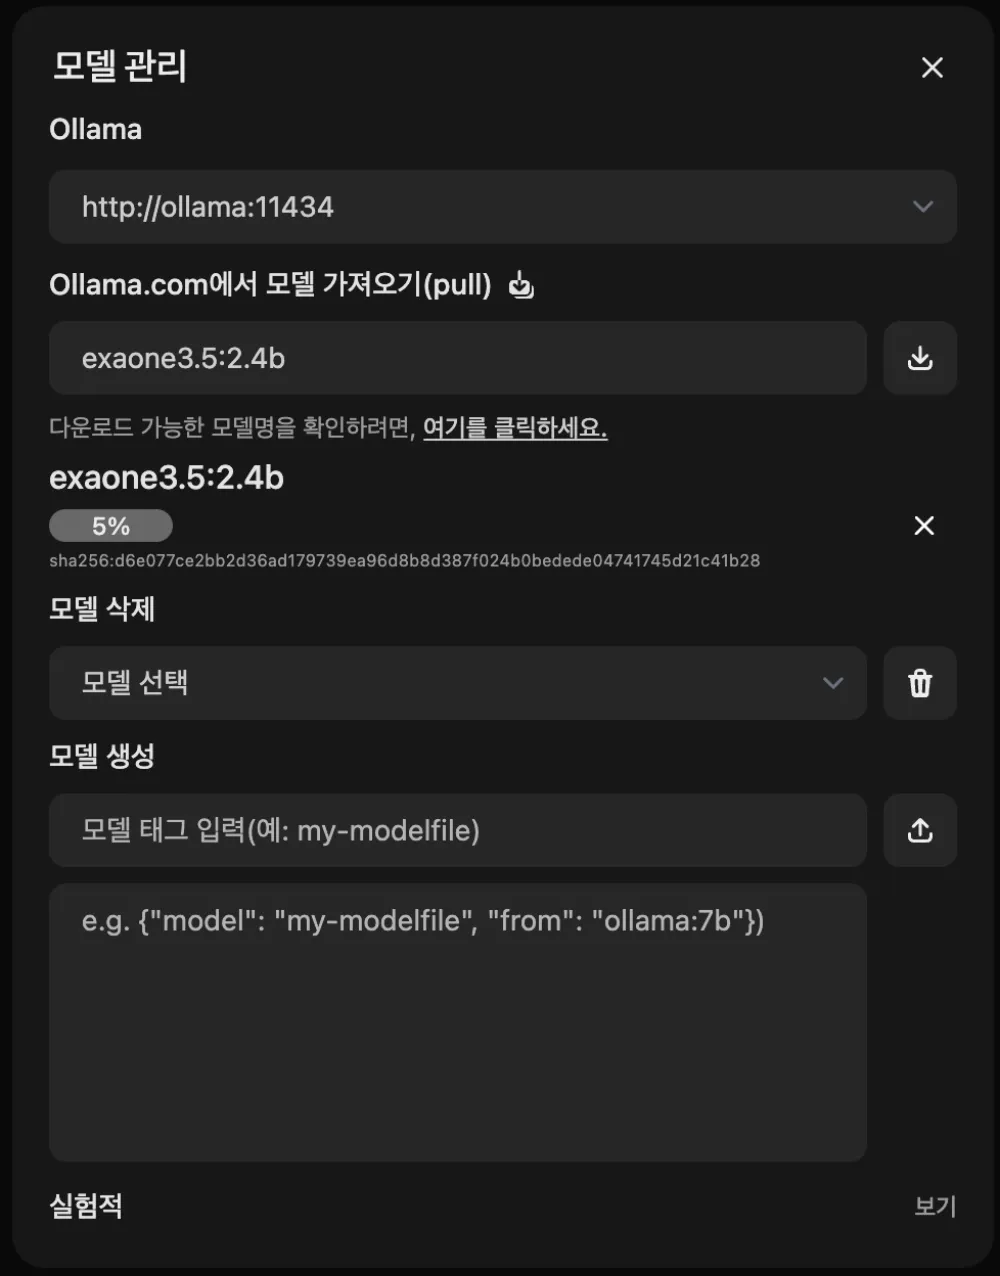 모델 관리
Ollama
http://ollama:11434
Ollama.com에서 모델 가져오기(pull)
exaone3.5:2.4b
다운로드 가능한 모델명을 확인하려면, 여기를 클릭하세요.
exaone3.5:2.4b
5%
sha256:d6e077ce2bb2d36ad179739ea96d8b8d387f024b0bedede04741745d21c41b28
모델 삭제
모델 선택
모델 생성
모델 태그 입력(예: my-modelfile)
e.g. {"model": "my-modelfile", "from": "ollama:7b"})
실험적
보기